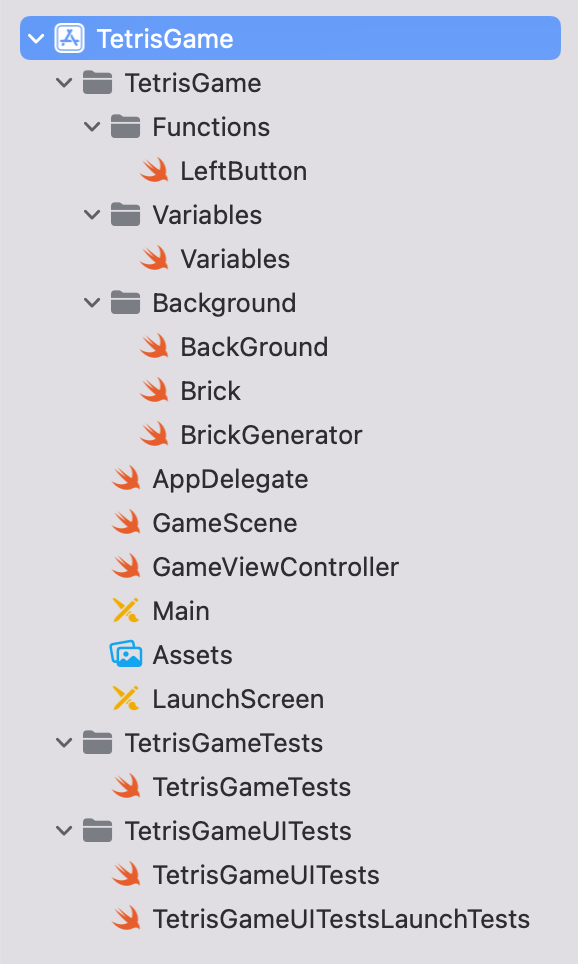 TetrisGame
TetrisGame
Functions
LeftButton
Variables
Variables
Background
BackGround
Brick
BrickGenerator
AppDelegate
GameScene
GameViewController
Main
Assets
LaunchScreen
TetrisGameTests
TetrisGameTests
TetrisGameUITests
TetrisGameUITests
TetrisGameUITestsLaunchTests